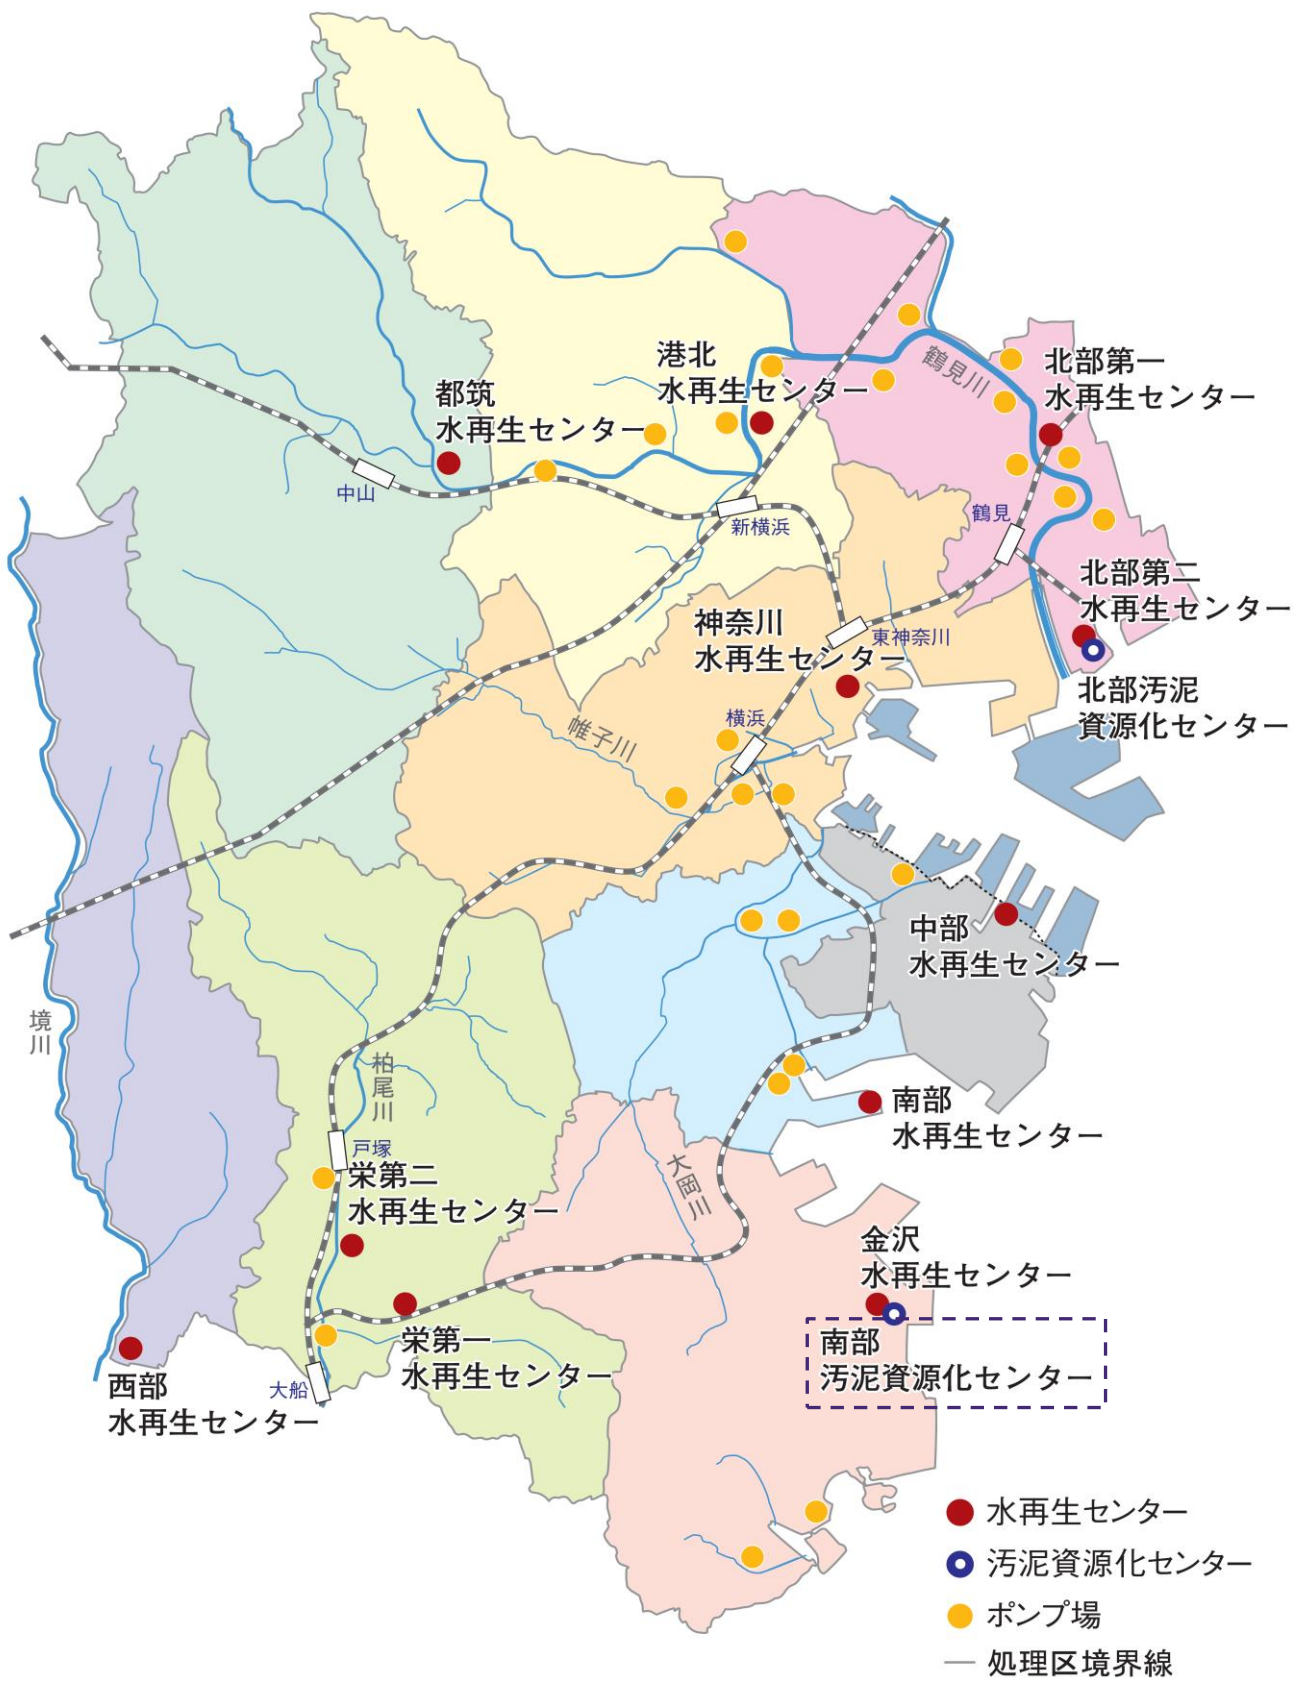 港北
水再生センター
北部第一
水再生センター
鶴見川
都筑
水再生センター
中山
新横浜
鶴見
北部第二
水再生センター
神奈川
水再生センター
東神奈川
北部汚泥
資源化センター
横浜
帷子川
中部
水再生センター
境川
柏尾川
南部
水再生センター
戸塚
栄第二
水再生センター
大岡川
金沢
水再生センター
南部
汚泥資源化センター
栄第一
水再生センター
大船
西部
水再生センター
水再生センター
汚泥資源化センター
ポンプ場
処理区境界線